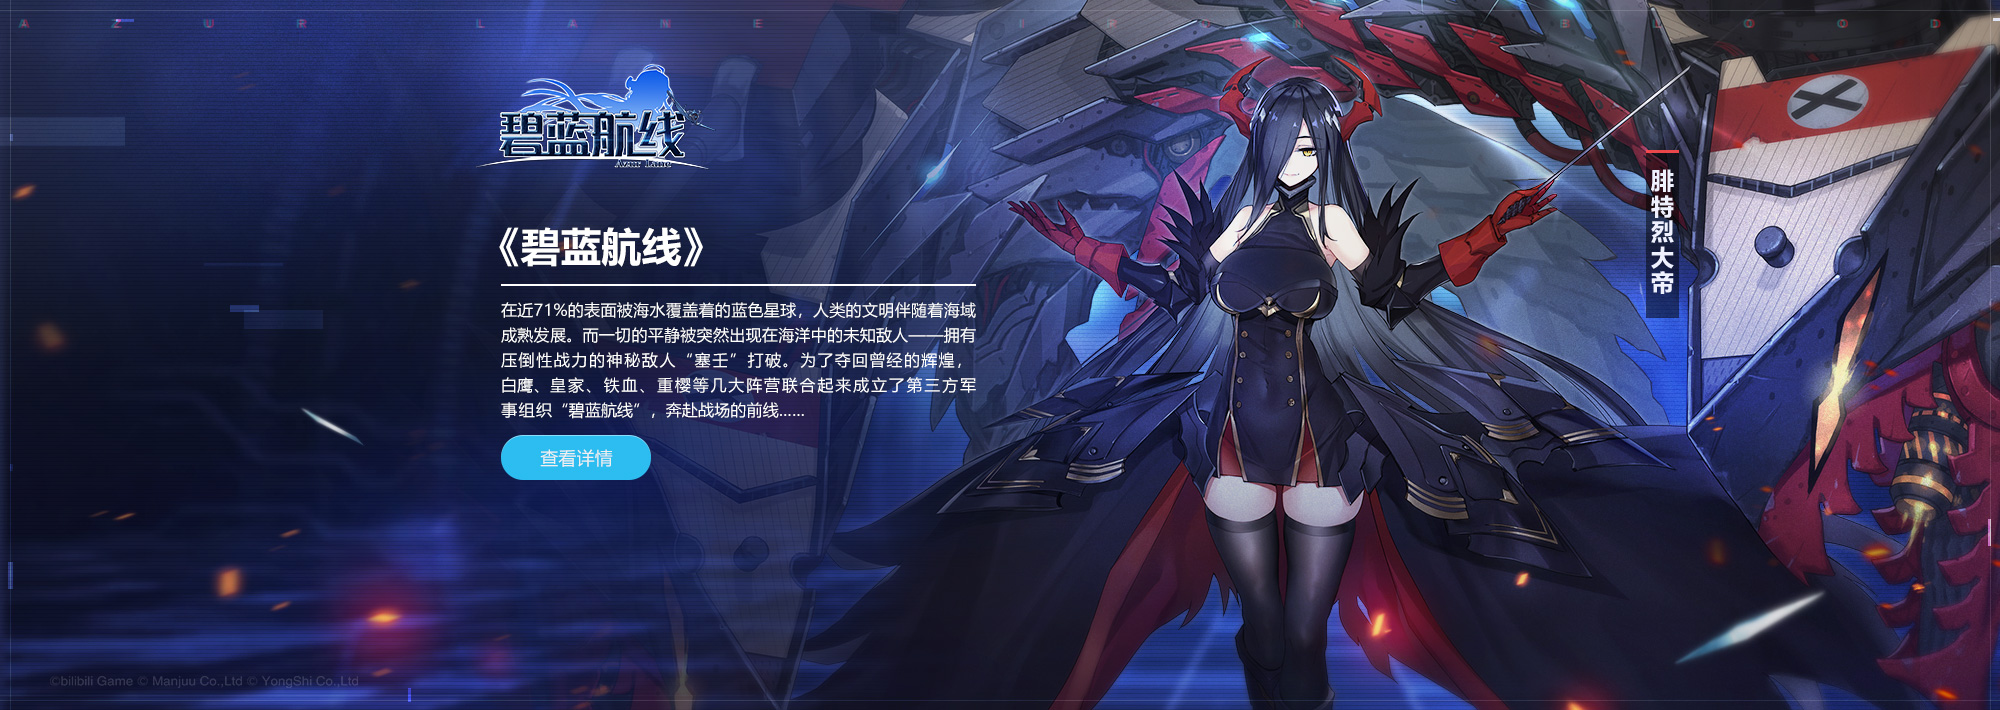 AZUR LANE IRON BLOOD
碧蓝航线
Azur Lane
《碧蓝航线》
在近71%的表面被海水覆盖着的蓝色星球，人类的文明伴随着海域
成熟发展。而一切的平静被突然出现在海洋中的未知敌人——拥有
压倒性战力的神秘敌人“塞壬”打破。为了夺回曾经的辉煌，
白鹰、皇家、铁血、重樱等几大阵营联合起来成立了第三方军
事组织“碧蓝航线”，奔赴战场的前线......
查看详情
腓特烈大帝
©bilibili Game © Manjuu Co.,Ltd © YongShi Co.,Ltd